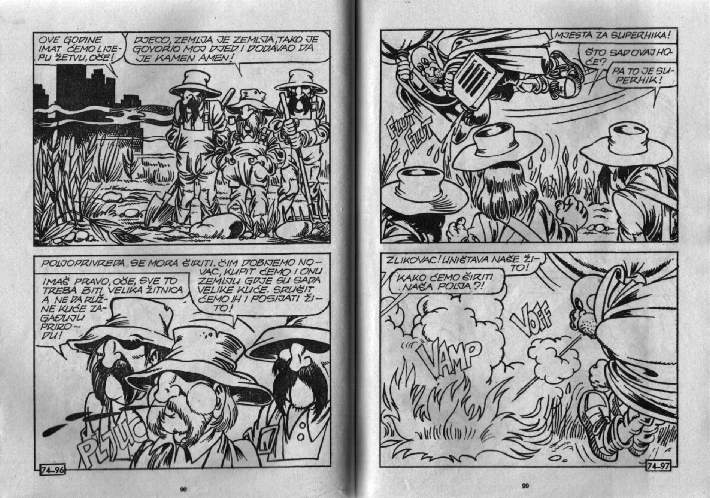 OVE GODINE
IMAT ĆEMO LIJE-
PU ŽETVU, OČE!
DJECO, ZEMLJA JE ZEMLJA, TAKO JE
GOVORIO MOJ DJED I DODAVAO DA
JE KAMEN AMEN!
POLJOPRIVREDA SE MORA ŠIRITI, ČIM DOBIJEMO NO-
VAC, KUPIT ĆEMO I ONU
ZEMLJU GDJE SU SADA
VELIKE KUĆE. SRUŠIT
ĆEMO IH I POSIJATI ŽI-
TO!
IMAŠ PRAVO, OČE, SVE TO
TREBA BITI VELIKA ŽITNICA
A NE DA RUŽ-
NE KUĆE ZA-
GAĐUJU
PRIRO-
DU!
74-96
MJESTA ZA SUPERHIKA!
ŠTO SAD OVAJ HO-
ĆE?
PA TO JE SU-
PERHIK!
FLUT
FLUT
ZLIKOVAC! UNIŠTAVA NAŠE ŽI-
TO!
KAKO ĆEMO ŠIRITI
NAŠA POLJA?!
VOFF
VAMP
74-97